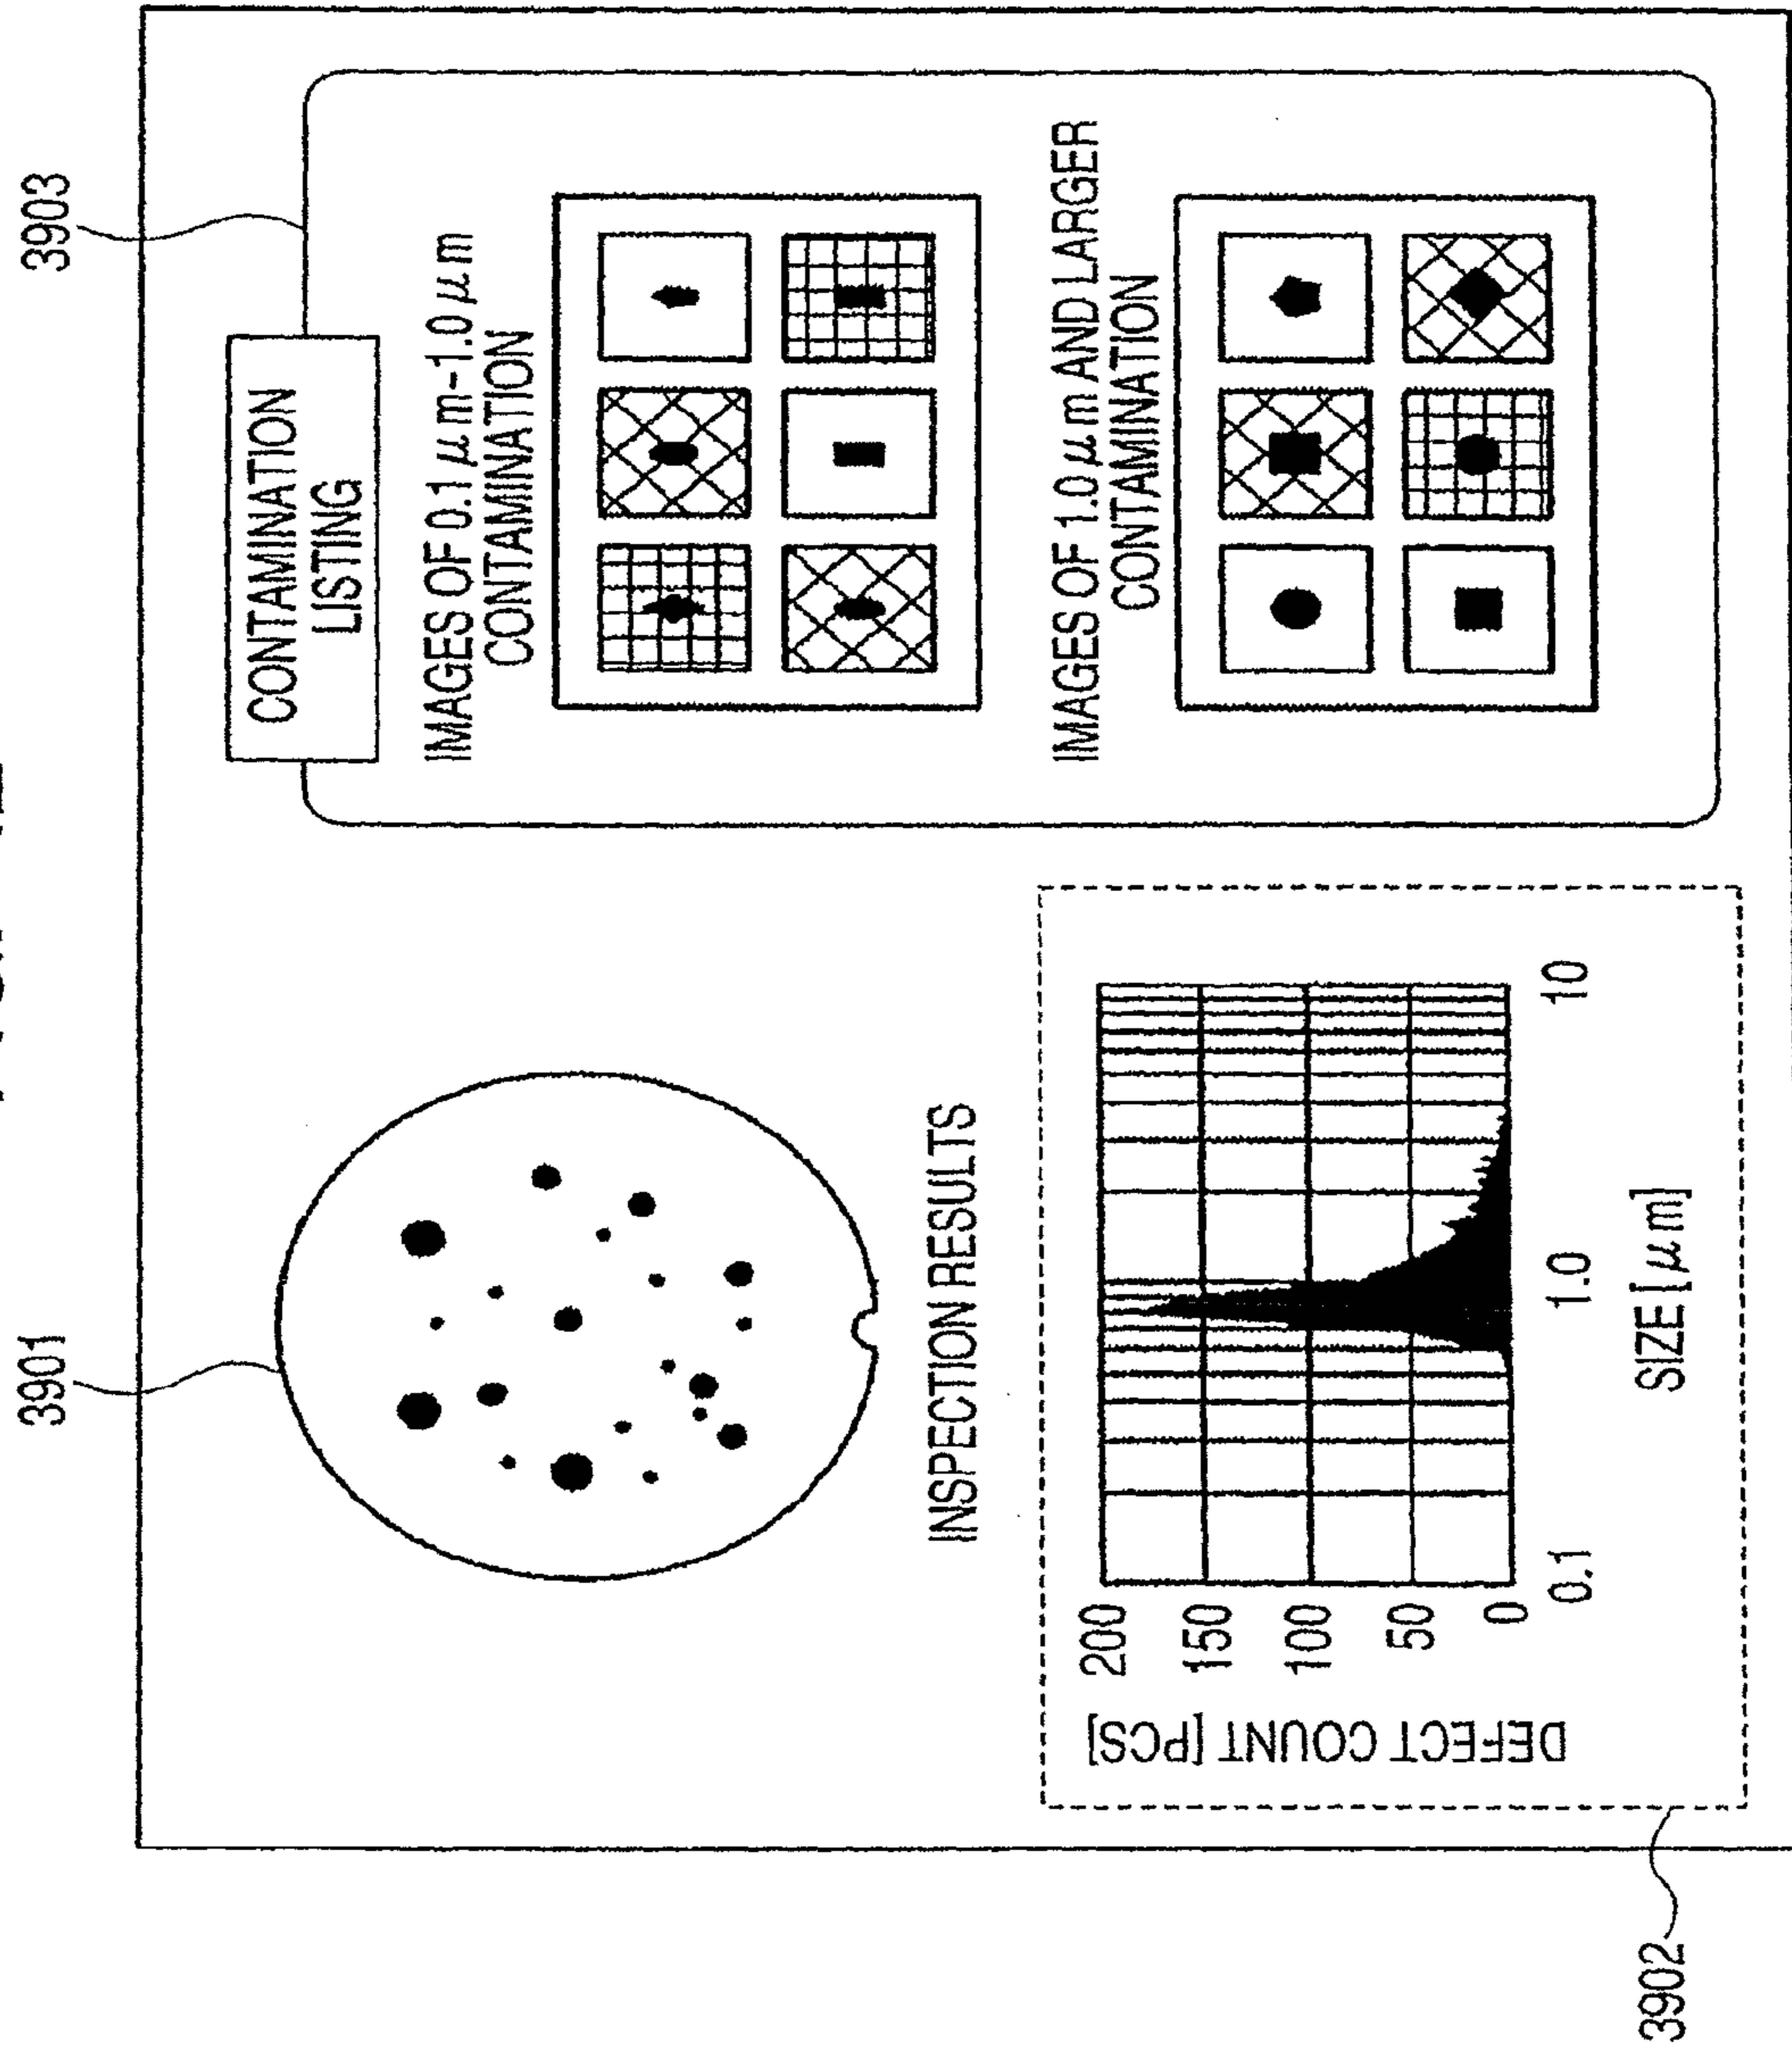 3901
3903
INSPECTION RESULTS
CONTAMINATION
LISTING
IMAGES OF 0.1 μm-1.0 μm
CONTAMINATION
IMAGES OF 1.0 μm AND LARGER
CONTAMINATION
3902
DEFECT COUNT [PCS]
200
150
100
50
0
0.1
1.0
10
SIZE [μm]